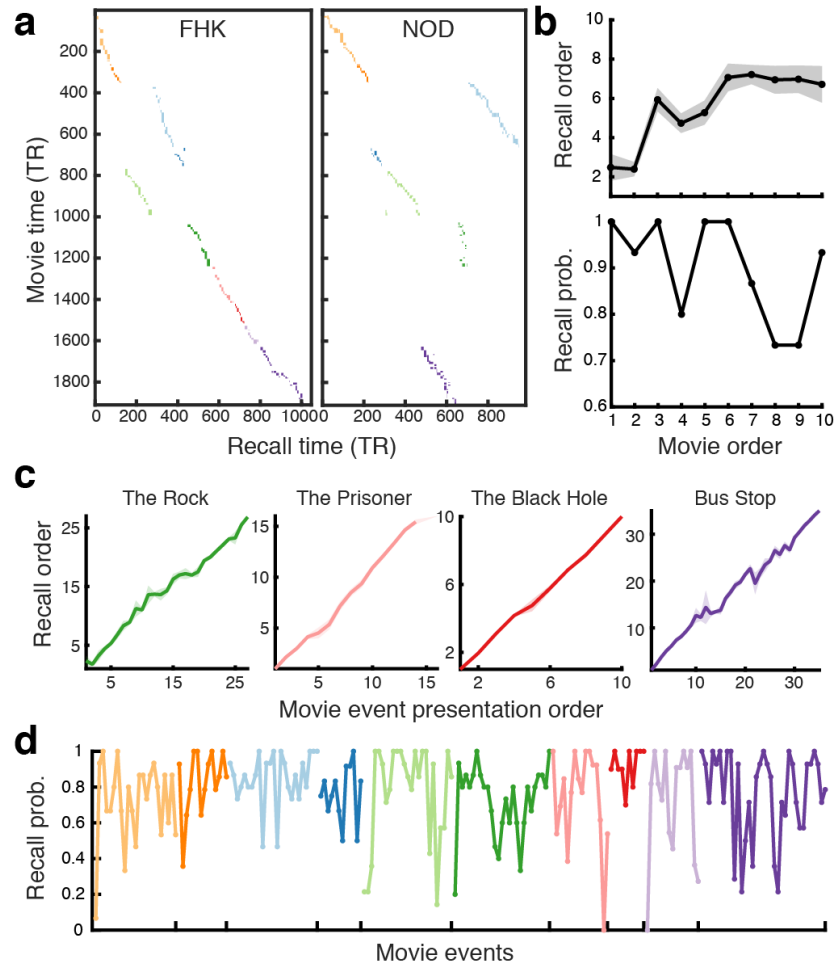 a
FHK
NOD
200
400
600
800
1000
1200
1400
1600
1800
Movie time (TR)
0 200 400 600 800 1000
0 200 400 600 800
Recall time (TR)
b
10
8
6
4
2
Recall order
1
0.9
0.8
0.7
0.6
Recall prob.
1 2 3 4 5 6 7 8 9 10
Movie order
c
The Rock
The Prisoner
The Black Hole
Bus Stop
Recall order
25
15
5
5 15 25
15
10
5
5 10 15
10
6
2
2 6 10
30
20
10
10 20 30
Movie event presentation order
d
Recall prob.
1
0.8
0.6
0.4
0.2
0
Movie events